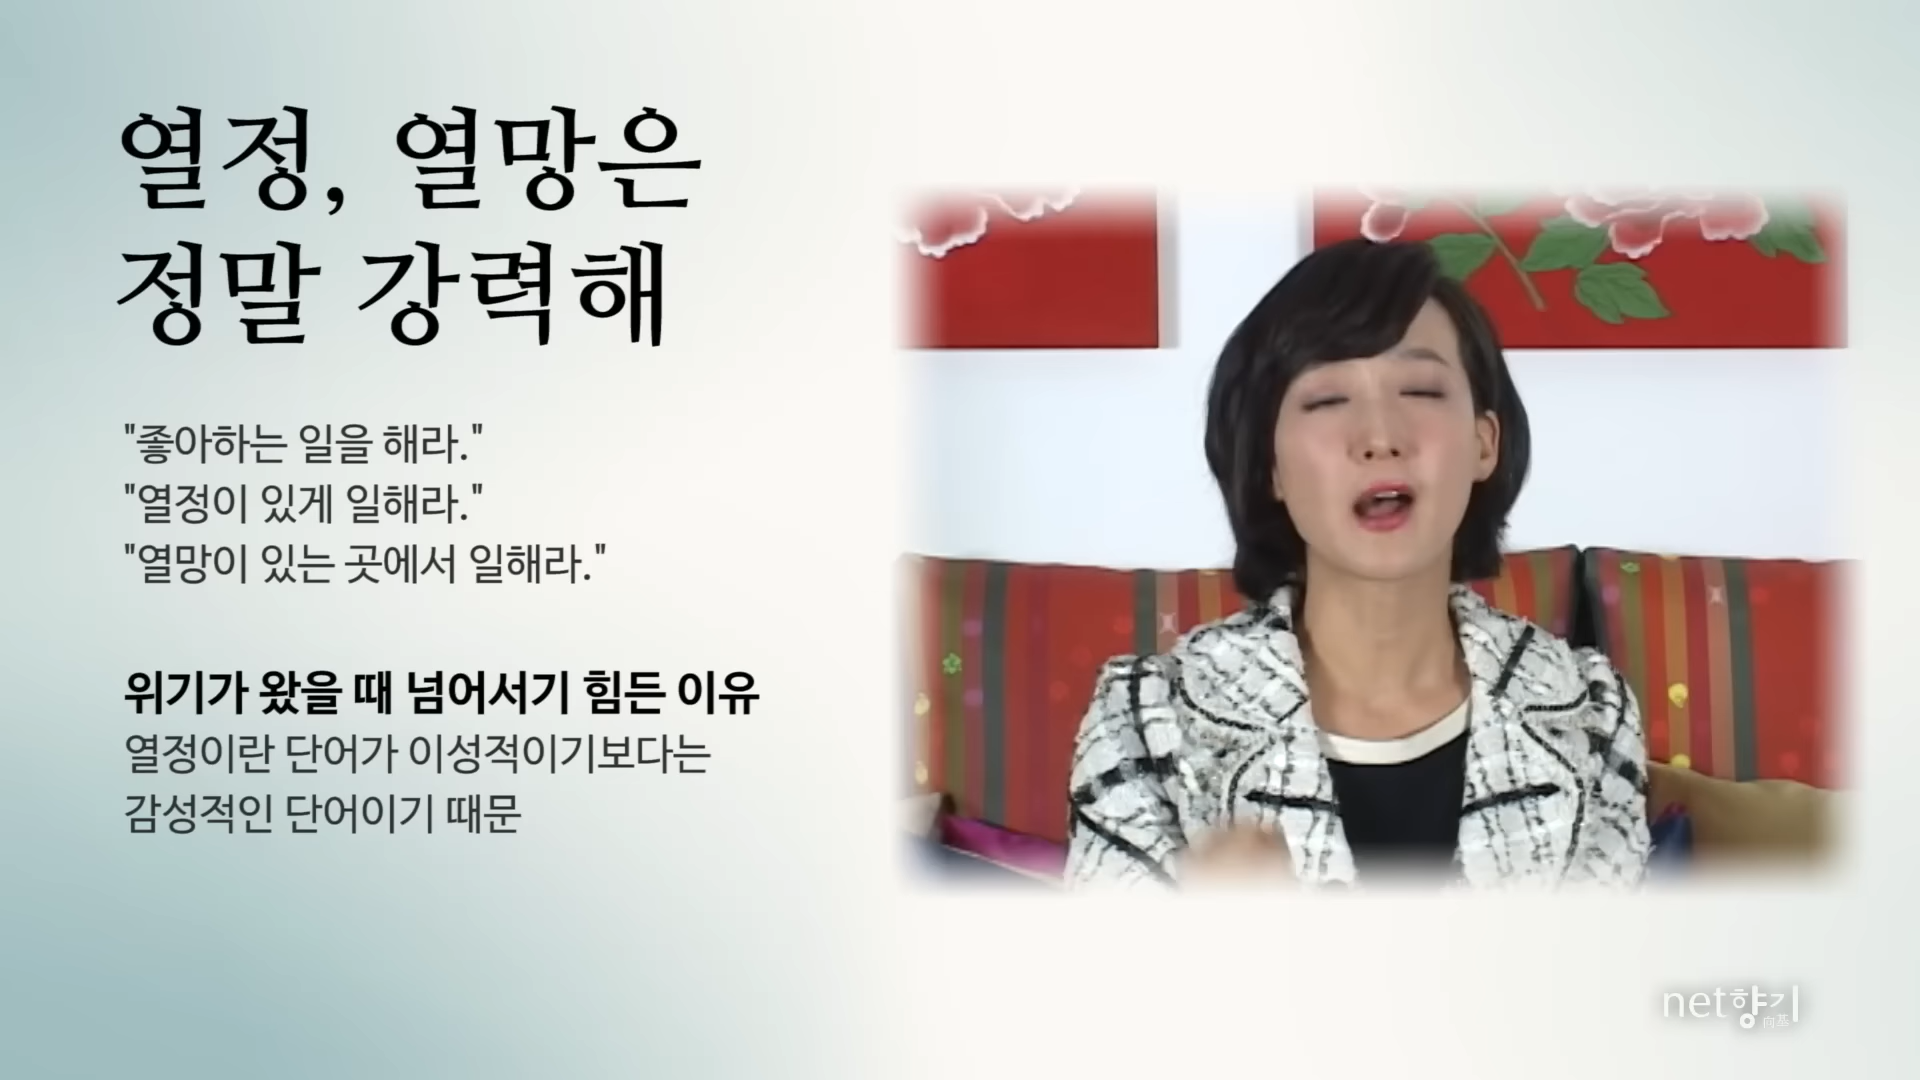 열정, 열망은
정말 강력해
"좋아하는 일을 해라."
"열정이 있게 일해라."
"열망이 있는 곳에서 일해라."
위기가 왔을 때 넘어서기 힘든 이유
열정이란 단어가 이성적이기보다는
감성적인 단어이기 때문
net향기
向基